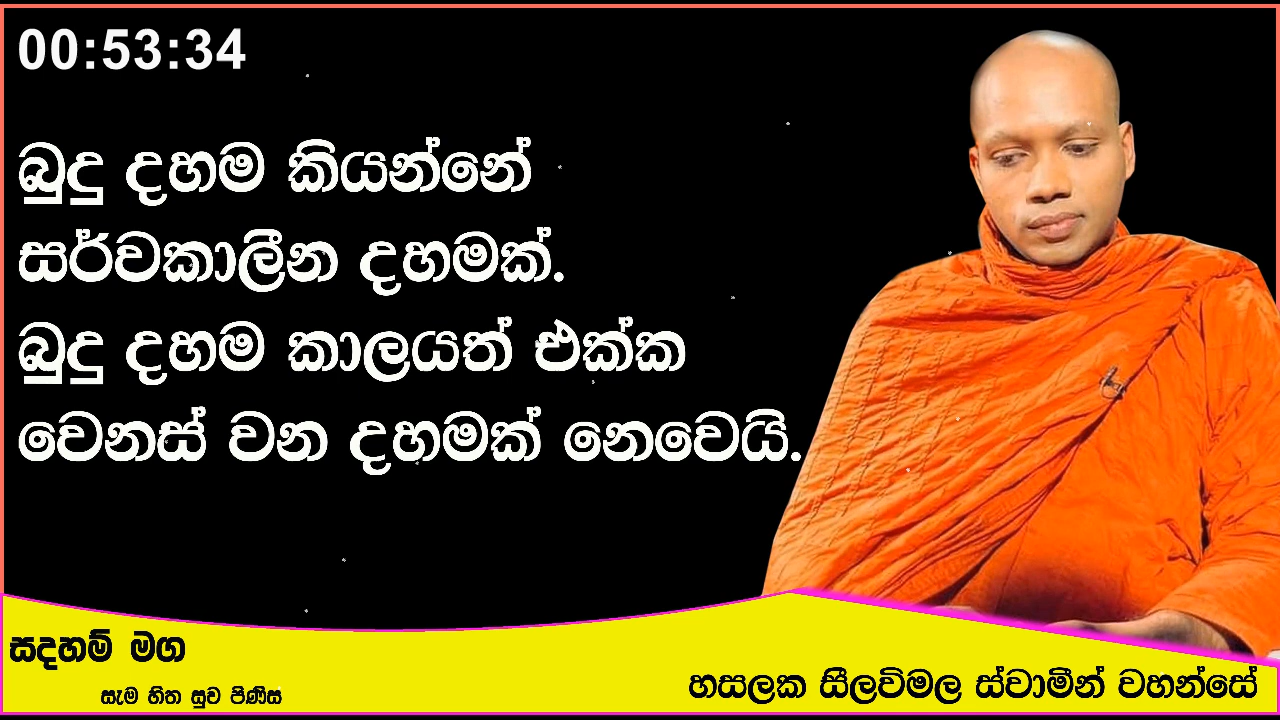 00:53:34
බුදු දහම කියන්නේ
සර්වකාලීන දහමක්.
බුදු දහම කාලයත් එක්ක
වෙනස් වන දහමක් නෙවෙයි.
සදහම් මග
සැම හිත සුව පිණිස
හසලක සීලවිමල ස්වාමීන් වහන්සේ